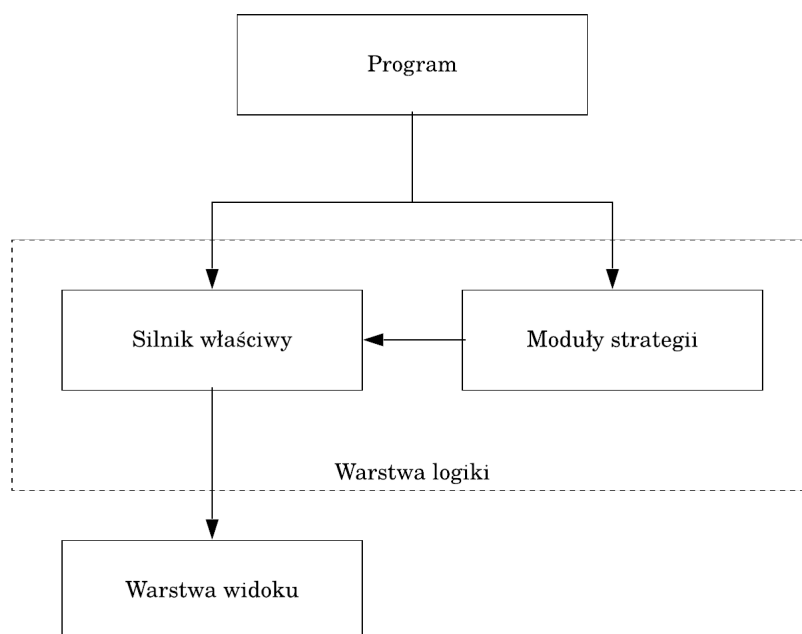 Program
Silnik właściwy
Moduły strategii
Warstwa logiki
Warstwa widoku